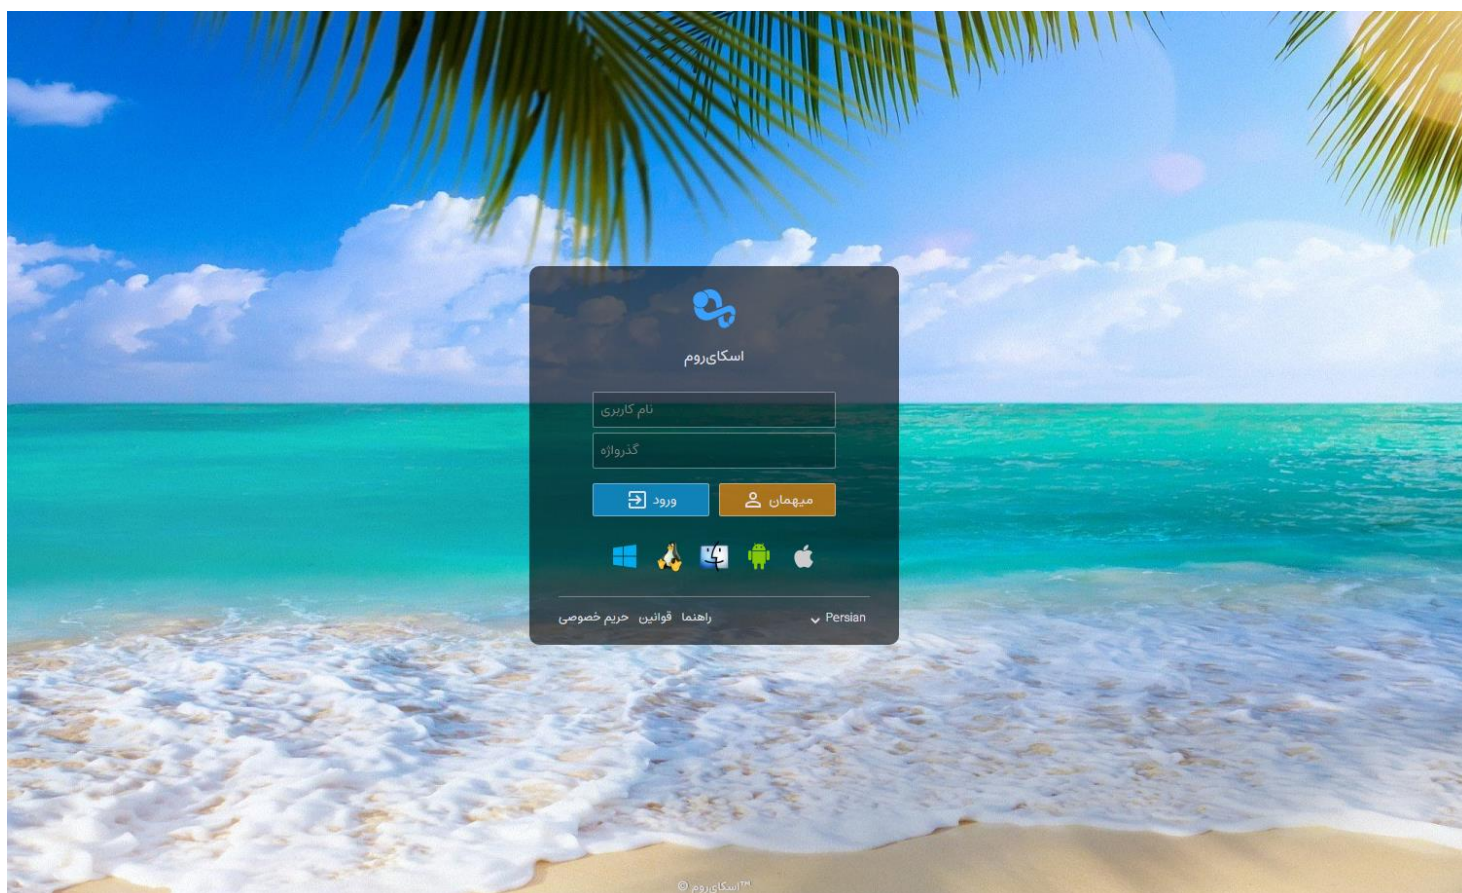 اسکای‌روم
نام کاربری
گذرواژه
میهمان
ورود
Persian
راهنما قوانین حریم خصوصی
اسکای‌روم™ ©